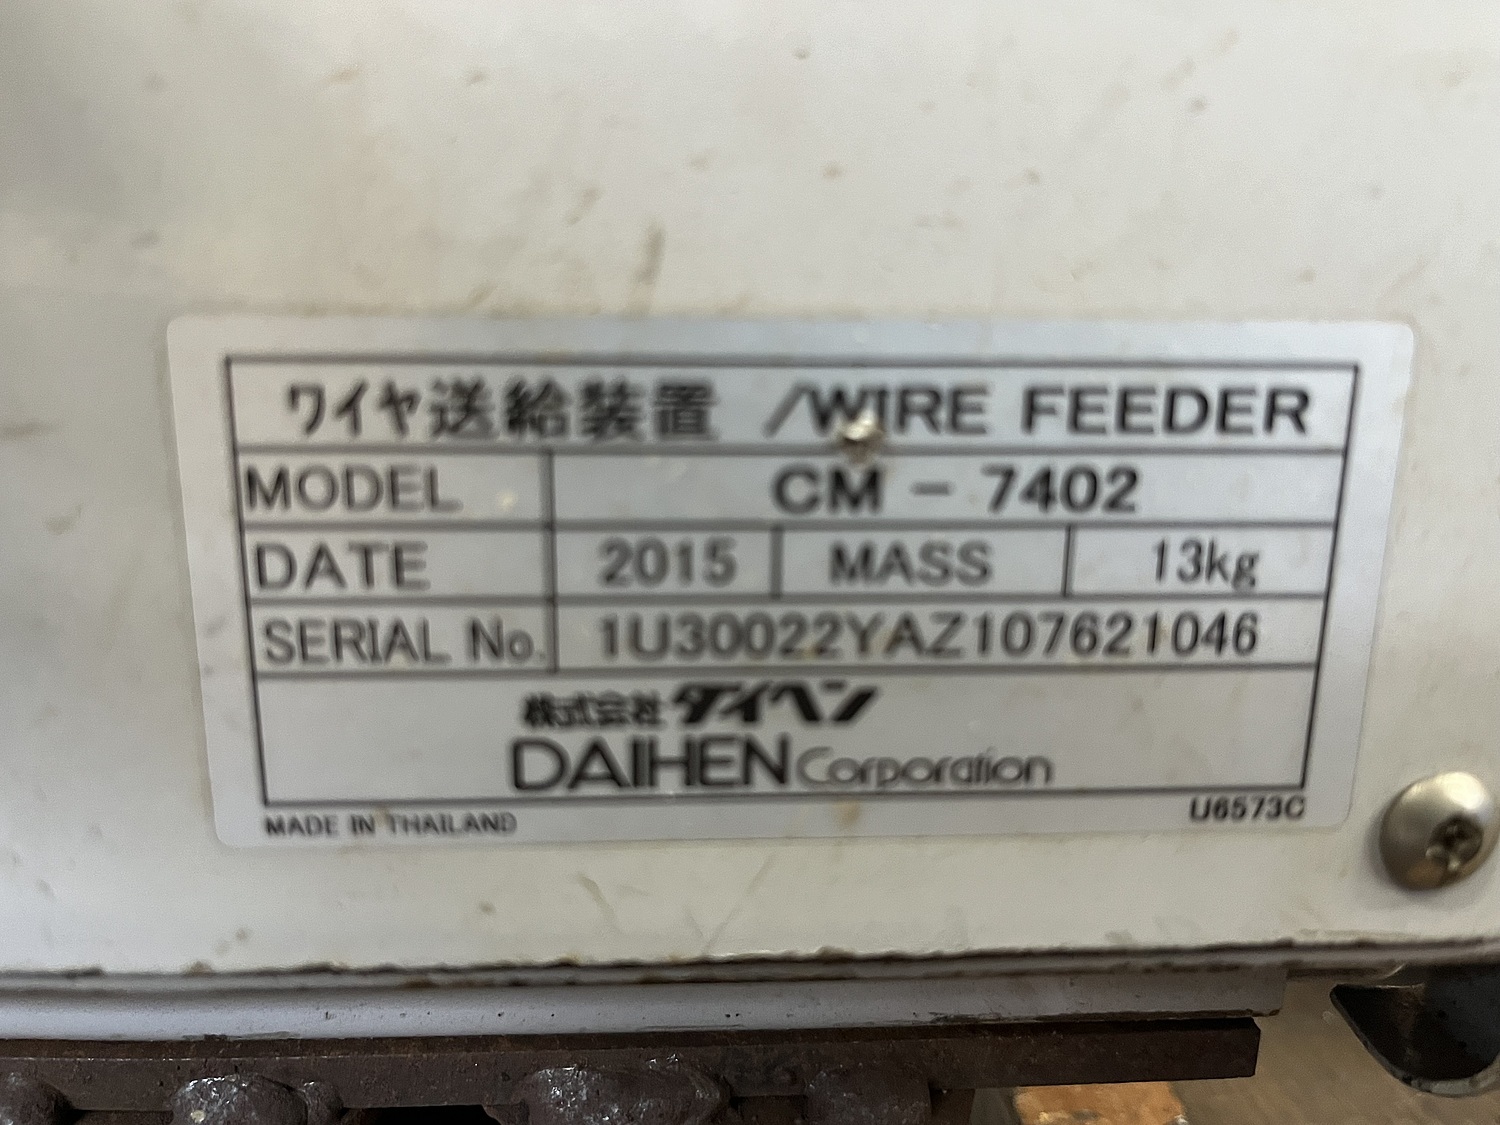 ワイヤ送給装置 /WIRE FEEDER
MODEL CM - 7402
DATE 2015 MASS 13kg
SERIAL No. 1U30022YAZ107621046
株式会社ダイヘン
DAIHEN Corporation
MADE IN THAILAND U6573C